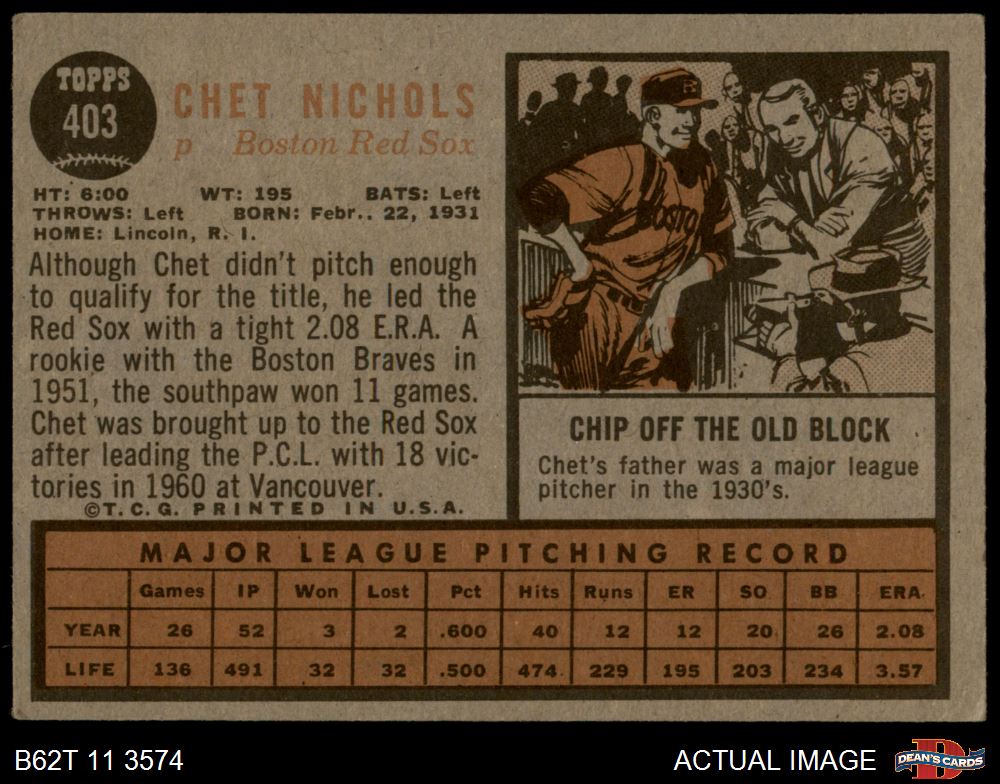 TOPPS
403
CHET NICHOLS
p Boston Red Sox
HT: 6:00 WT: 195 BATS: Left
THROWS: Left BORN: Febr.. 22, 1931
HOME: Lincoln, R. I.
Although Chet didn't pitch enough
to qualify for the title, he led the
Red Sox with a tight 2.08 E.R.A. A
rookie with the Boston Braves in
1951, the southpaw won 11 games.
Chet was brought up to the Red Sox
after leading the P.C.L. with 18 vic-
tories in 1960 at Vancouver.
©T. C. G. PRINTED IN U.S.A.
B
BOSTO
CHIP OFF THE OLD BLOCK
Chet's father was a major league
pitcher in the 1930's.
MAJOR LEAGUE PITCHING RECORD
Games IP Won Lost Pct Hits Runs ER SO BB ERA
YEAR 26 52 3 2 .600 40 12 12 20 26 2.08
LIFE 136 491 32 32 .500 474 229 195 203 234 3.57
B62T 11 3574 ACTUAL IMAGE
D
DEAN'S CARDS